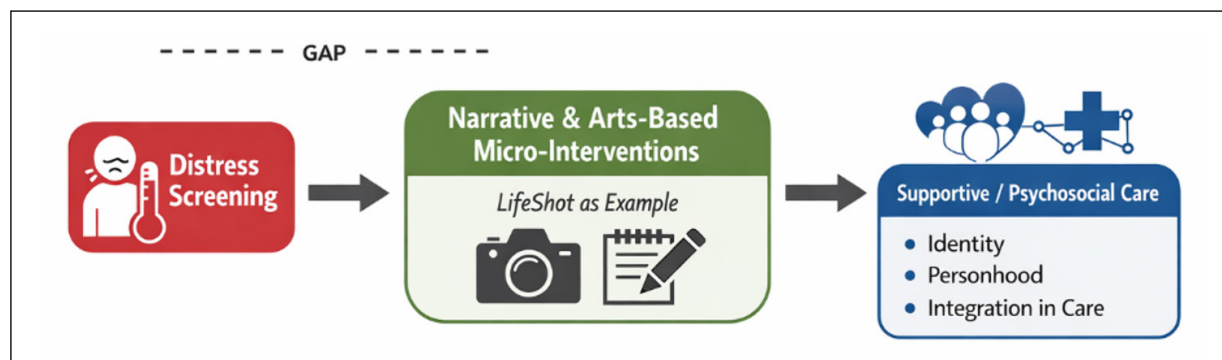 GAP
Distress
Screening
Narrative & Arts-Based
Micro-Interventions
LifeShot as Example
Supportive / Psychosocial Care
• Identity
• Personhood
• Integration in Care